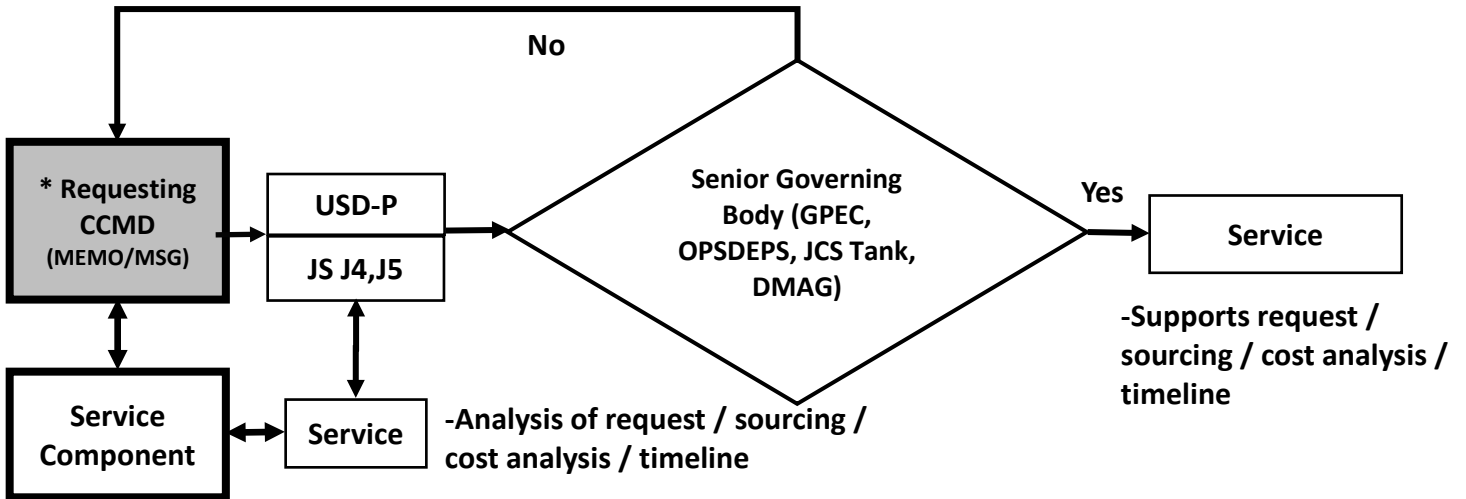 No
* Requesting
CCMD
(MEMO/MSG)
USD-P
JS J4,J5
Senior Governing
Body (GPEC,
OPSDEPS, JCS Tank,
DMAG)
Yes
Service
-Supports request /
sourcing / cost analysis /
timeline
Service
Component
Service
-Analysis of request / sourcing /
cost analysis / timeline